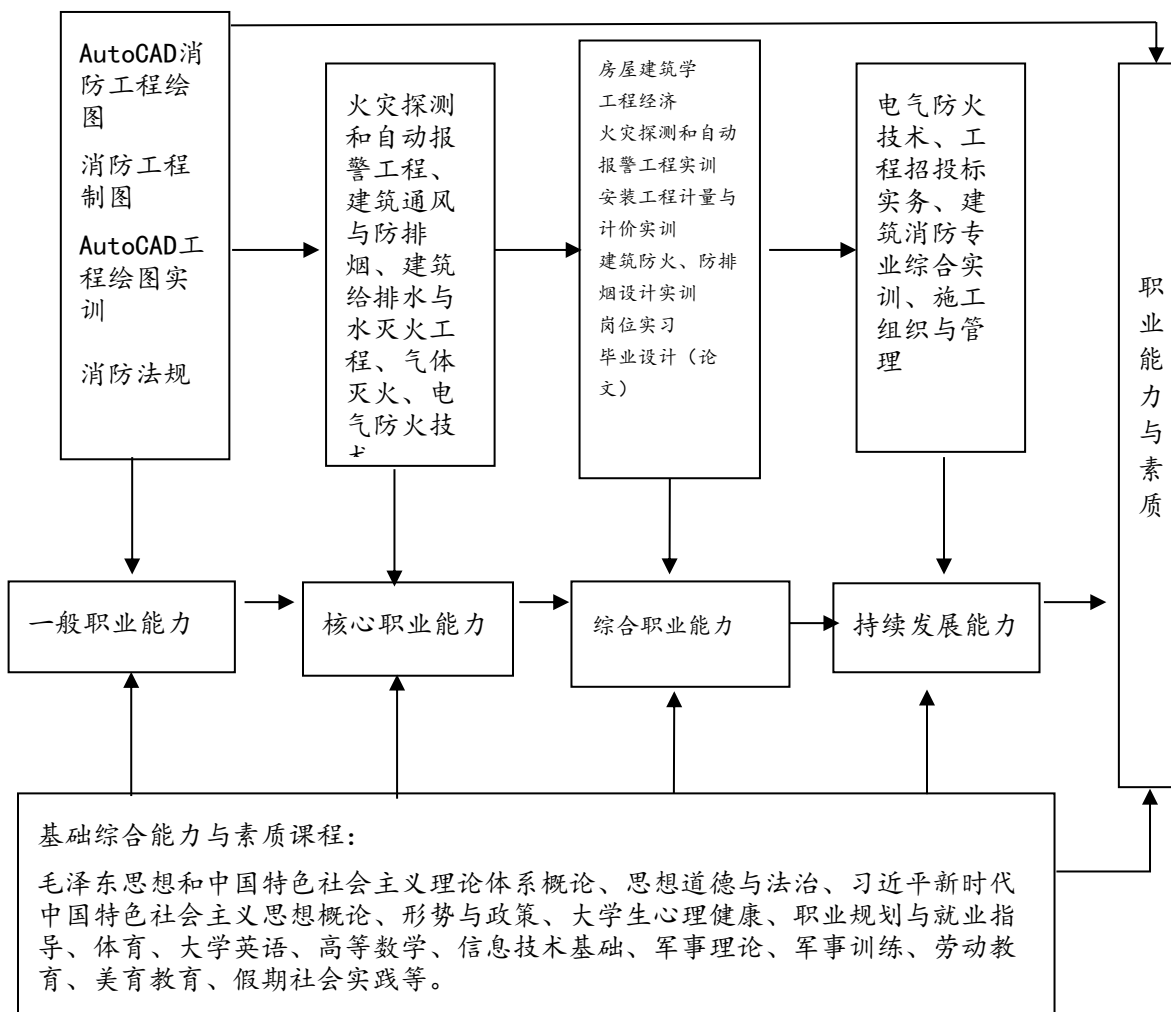 AutoCAD消
防工程绘
图
消防工程
制图
AutoCAD工
程绘图实
训
消防法规
火灾探测
和自动报
警工程、
建筑通风
与防排
烟、建筑
给排水与
水灭火工
程、气体
灭火、电
气防火技
房屋建筑学
工程经济
火灾探测和自动
报警工程实训
安装工程计量与
计价实训
建筑防火、防排
烟设计实训
岗位实习
毕业设计（论
文）
电气防火
技术、工
程招投标
实务、建
筑消防专
业综合实
训、施工
组织与管
理
职
业
能
力
与
素
质
一般职业能力
核心职业能力
综合职业能力
持续发展能力
基础综合能力与素质课程：
毛泽东思想和中国特色社会主义理论体系概论、思想道德与法治、习近平新时代
中国特色社会主义思想概论、形势与政策、大学生心理健康、职业规划与就业指
导、体育、大学英语、高等数学、信息技术基础、军事理论、军事训练、劳动教
育、美育教育、假期社会实践等。